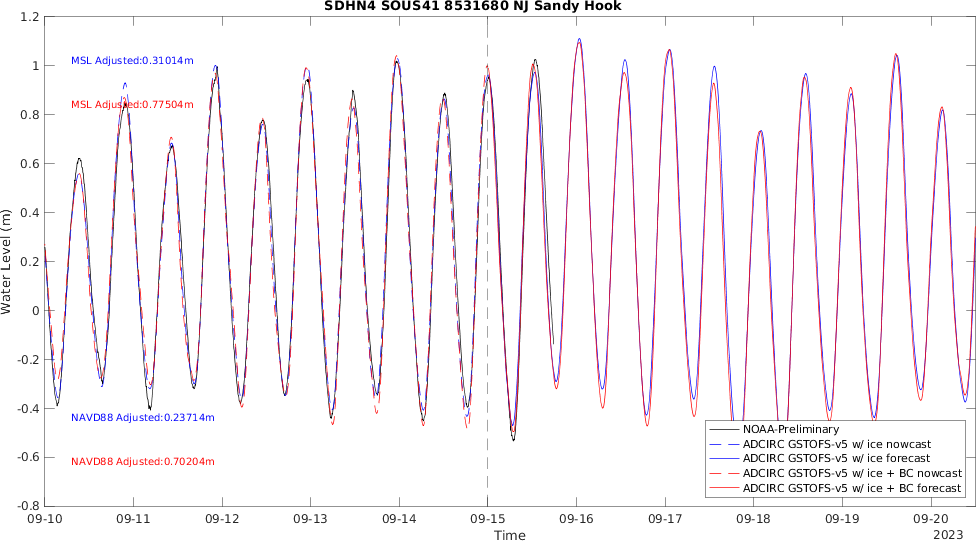 SDHN4 SOUS41 8531680 NJ Sandy Hook
1.2
1
0.8
0.6
0.4
0.2
0
-0.2
-0.4
-0.6
-0.8
Water Level (m)
MSL Adjusted:0.31014m
MSL Adjusted:0.77504m
NAVD88 Adjusted:0.23714m
NAVD88 Adjusted:0.70204m
NOAA-Preliminary
ADCIRC GSTOFS-v5 w/ ice nowcast
ADCIRC GSTOFS-v5 w/ ice forecast
ADCIRC GSTOFS-v5 w/ ice + BC nowcast
ADCIRC GSTOFS-v5 w/ ice + BC forecast
09-10 09-11 09-12 09-13 09-14 09-15 09-16 09-17 09-18 09-19 09-20
Time
2023